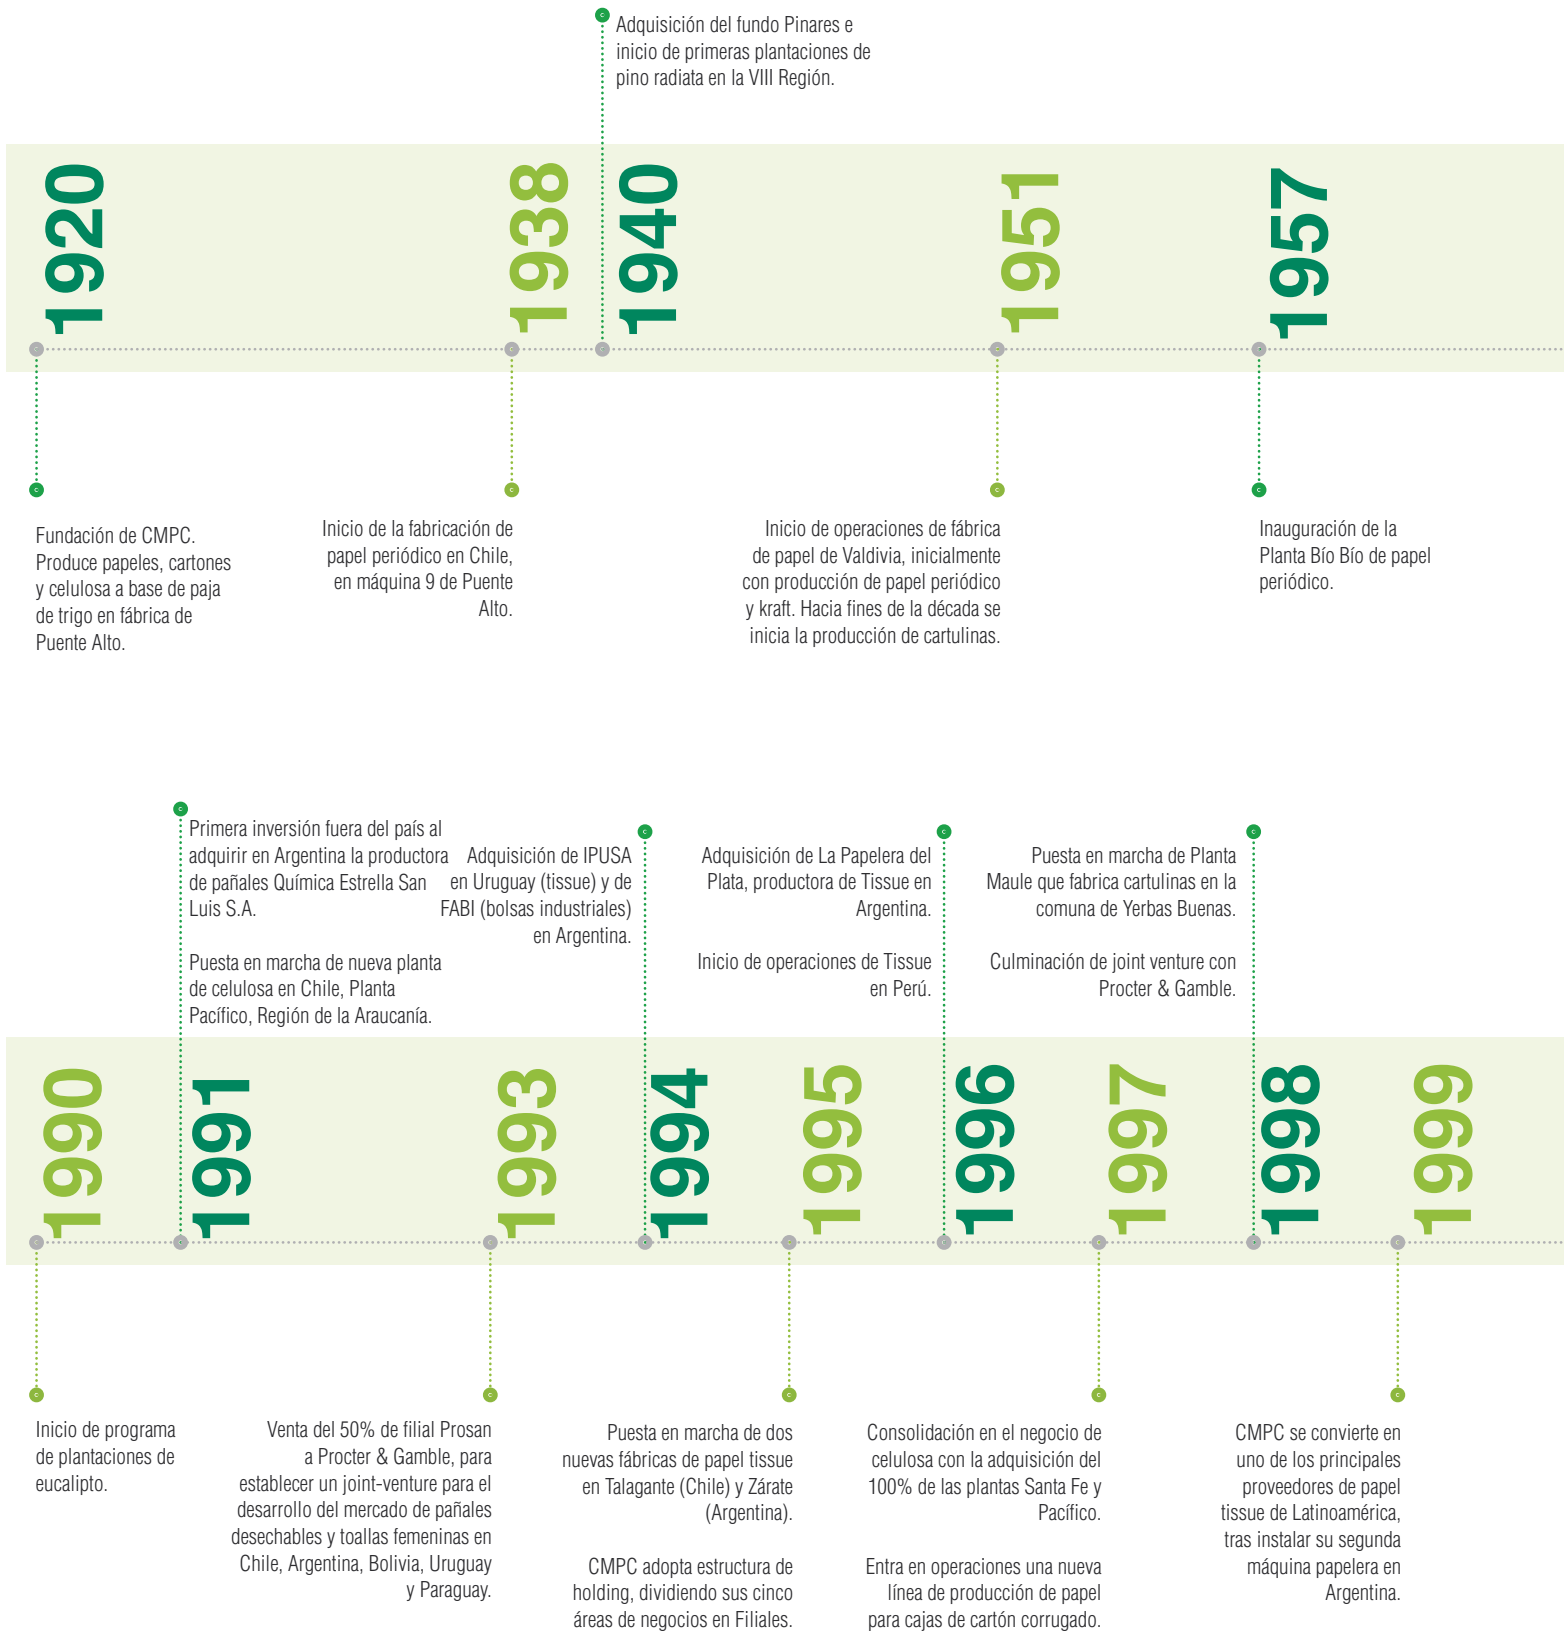 Adquisición del fundo Pinares e
inicio de primeras plantaciones de
pino radiata en la VIII Región.
1920
1938
1940
1951
1957
Fundación de CMPC.
Produce papeles, cartones
y celulosa a base de paja
de trigo en fábrica de
Puente Alto.
Inicio de la fabricación de
papel periódico en Chile,
en máquina 9 de Puente
Alto.
Inicio de operaciones de fábrica
de papel de Valdivia, inicialmente
con producción de papel periódico
y kraft. Hacia fines de la década se
inicia la producción de cartulinas.
Inauguración de la
Planta Bío Bío de papel
periódico.
Primera inversión fuera del país al
adquirir en Argentina la productora
de pañales Química Estrella San
Luis S.A.
Puesta en marcha de nueva planta
de celulosa en Chile, Planta
Pacífico, Región de la Araucanía.
Adquisición de IPUSA
en Uruguay (tissue) y de
FABI (bolsas industriales)
en Argentina.
Adquisición de La Papelera del
Plata, productora de Tissue en
Argentina.
Inicio de operaciones de Tissue
en Perú.
Puesta en marcha de Planta
Maule que fabrica cartulinas en la
comuna de Yerbas Buenas.
Culminación de joint venture con
Procter & Gamble.
1990
1991
1993
1994
1995
1996
1997
1998
1999
Inicio de programa
de plantaciones de
eucalipto.
Venta del 50% de filial Prosan
a Procter & Gamble, para
establecer un joint-venture para el
desarrollo del mercado de pañales
desechables y toallas femeninas en
Chile, Argentina, Bolivia, Uruguay
y Paraguay.
Puesta en marcha de dos
nuevas fábricas de papel tissue
en Talagante (Chile) y Zárate
(Argentina).
CMPC adopta estructura de
holding, dividiendo sus cinco
áreas de negocios en Filiales.
Consolidación en el negocio de
celulosa con la adquisición del
100% de las plantas Santa Fe y
Pacífico.
Entra en operaciones una nueva
línea de producción de papel
para cajas de cartón corrugado.
CMPC se convierte en
uno de los principales
proveedores de papel
tissue de Latinoamérica,
tras instalar su segunda
máquina papelera en
Argentina.